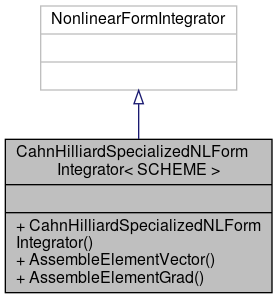 NonlinearFormIntegrator
CahnHilliardSpecializedNLForm
Integrator< SCHEME >
+ CahnHilliardSpecializedNLForm
Integrator()
+ AssembleElementVector()
+ AssembleElementGrad()